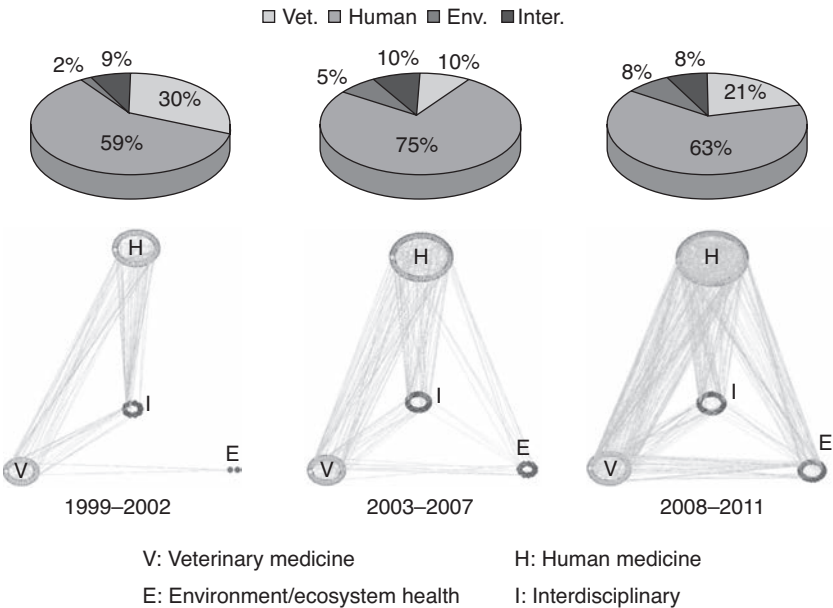 Vet. Human Env. Inter.
2% 9% 30% 59%
5% 10% 10% 75%
8% 8% 21% 63%
H I V E
H I V E
H I V E
1999–2002 2003–2007 2008–2011
V: Veterinary medicine H: Human medicine
E: Environment/ecosystem health I: Interdisciplinary